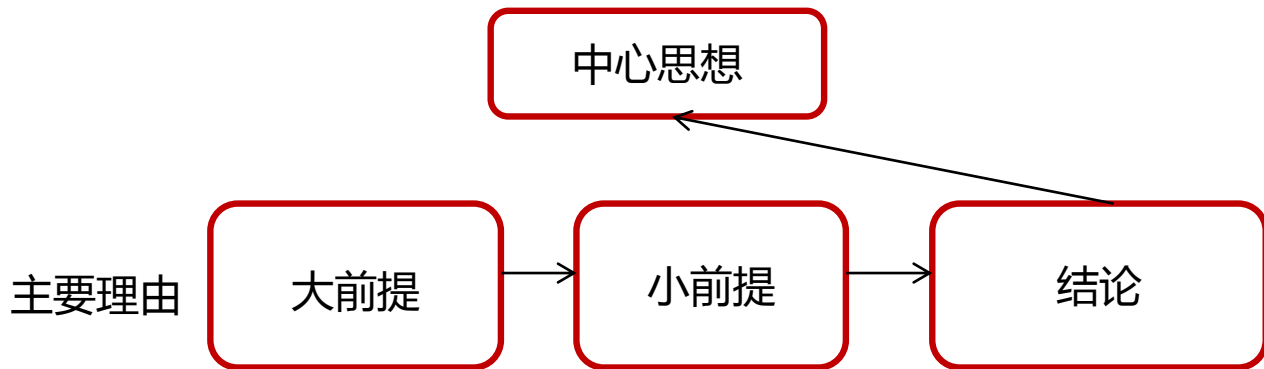 中心思想
主要理由
大前提
小前提
结论